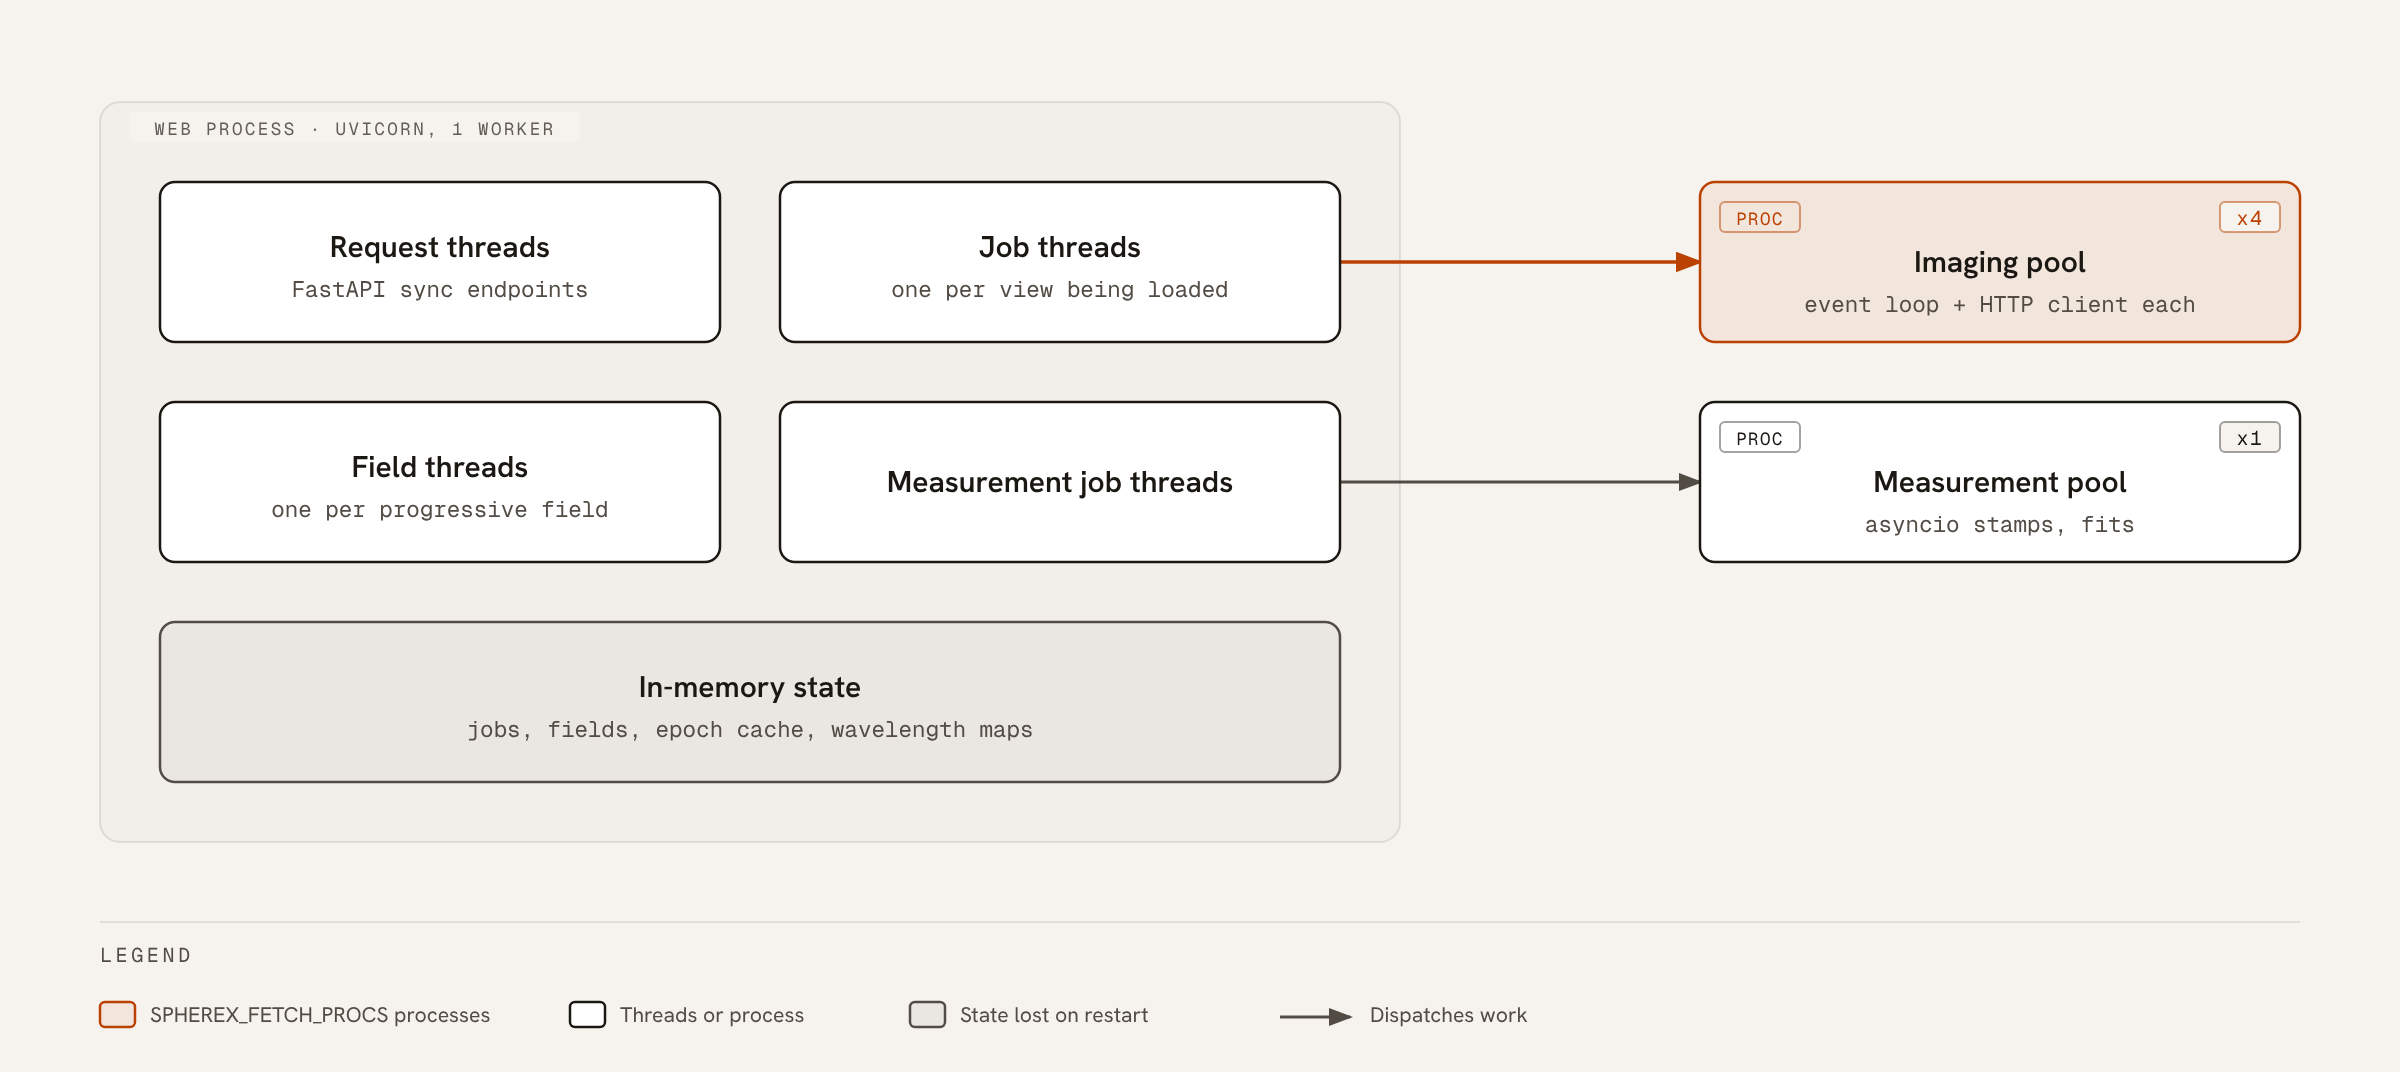 WEB PROCESS · UVICORN, 1 WORKER
Request threads
FastAPI sync endpoints
Job threads
one per view being loaded
PROC
x4
Imaging pool
event loop + HTTP client each
Field threads
one per progressive field
Measurement job threads
PROC
x1
Measurement pool
asyncio stamps, fits
In-memory state
jobs, fields, epoch cache, wavelength maps
LEGEND
SPHEREX_FETCH_PROCS processes
Threads or process
State lost on restart
Dispatches work